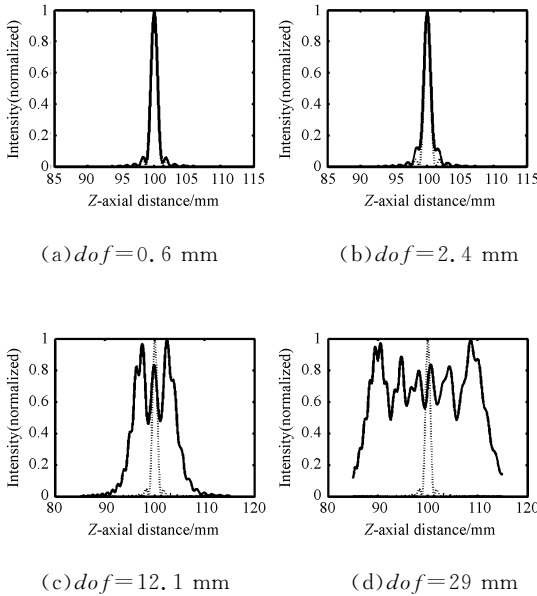 Intensity(normalized)
1
0.8
0.6
0.4
0.2
0
85 90 95 100 105 110 115
Z-axial distance/mm
(a)dof=0.6 mm
Intensity(normalized)
1
0.8
0.6
0.4
0.2
0
85 90 95 100 105 110 115
Z-axial distance/mm
(b)dof=2.4 mm
Intensity(normalized)
1
0.8
0.6
0.4
0.2
0
80 90 100 110 120
Z-axial distance/mm
(c)dof=12.1 mm
Intensity(normalized)
1
0.8
0.6
0.4
0.2
0
80 90 100 110 120
Z-axial distance/mm
(d)dof=29 mm